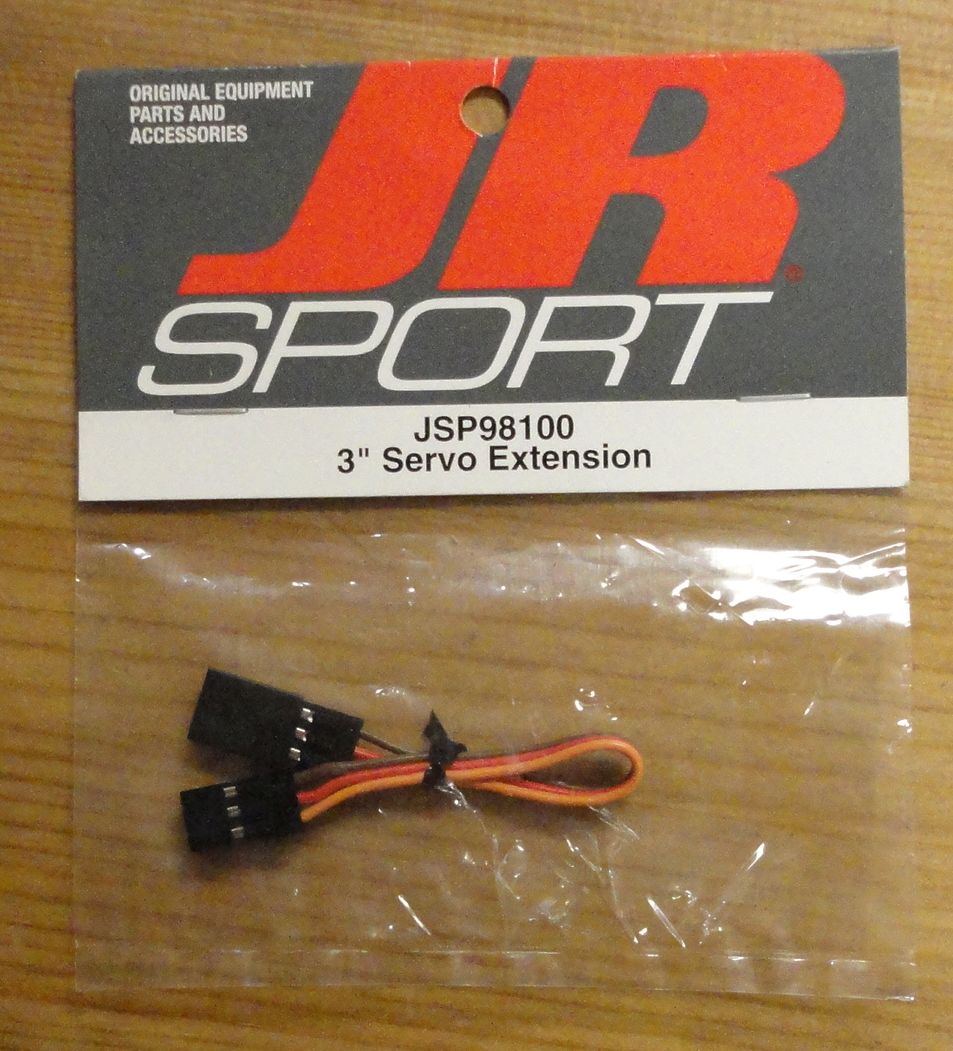 ORIGINAL EQUIPMENT
PARTS AND
ACCESSORIES
JR®
SPORT
JSP98100
3" Servo Extension